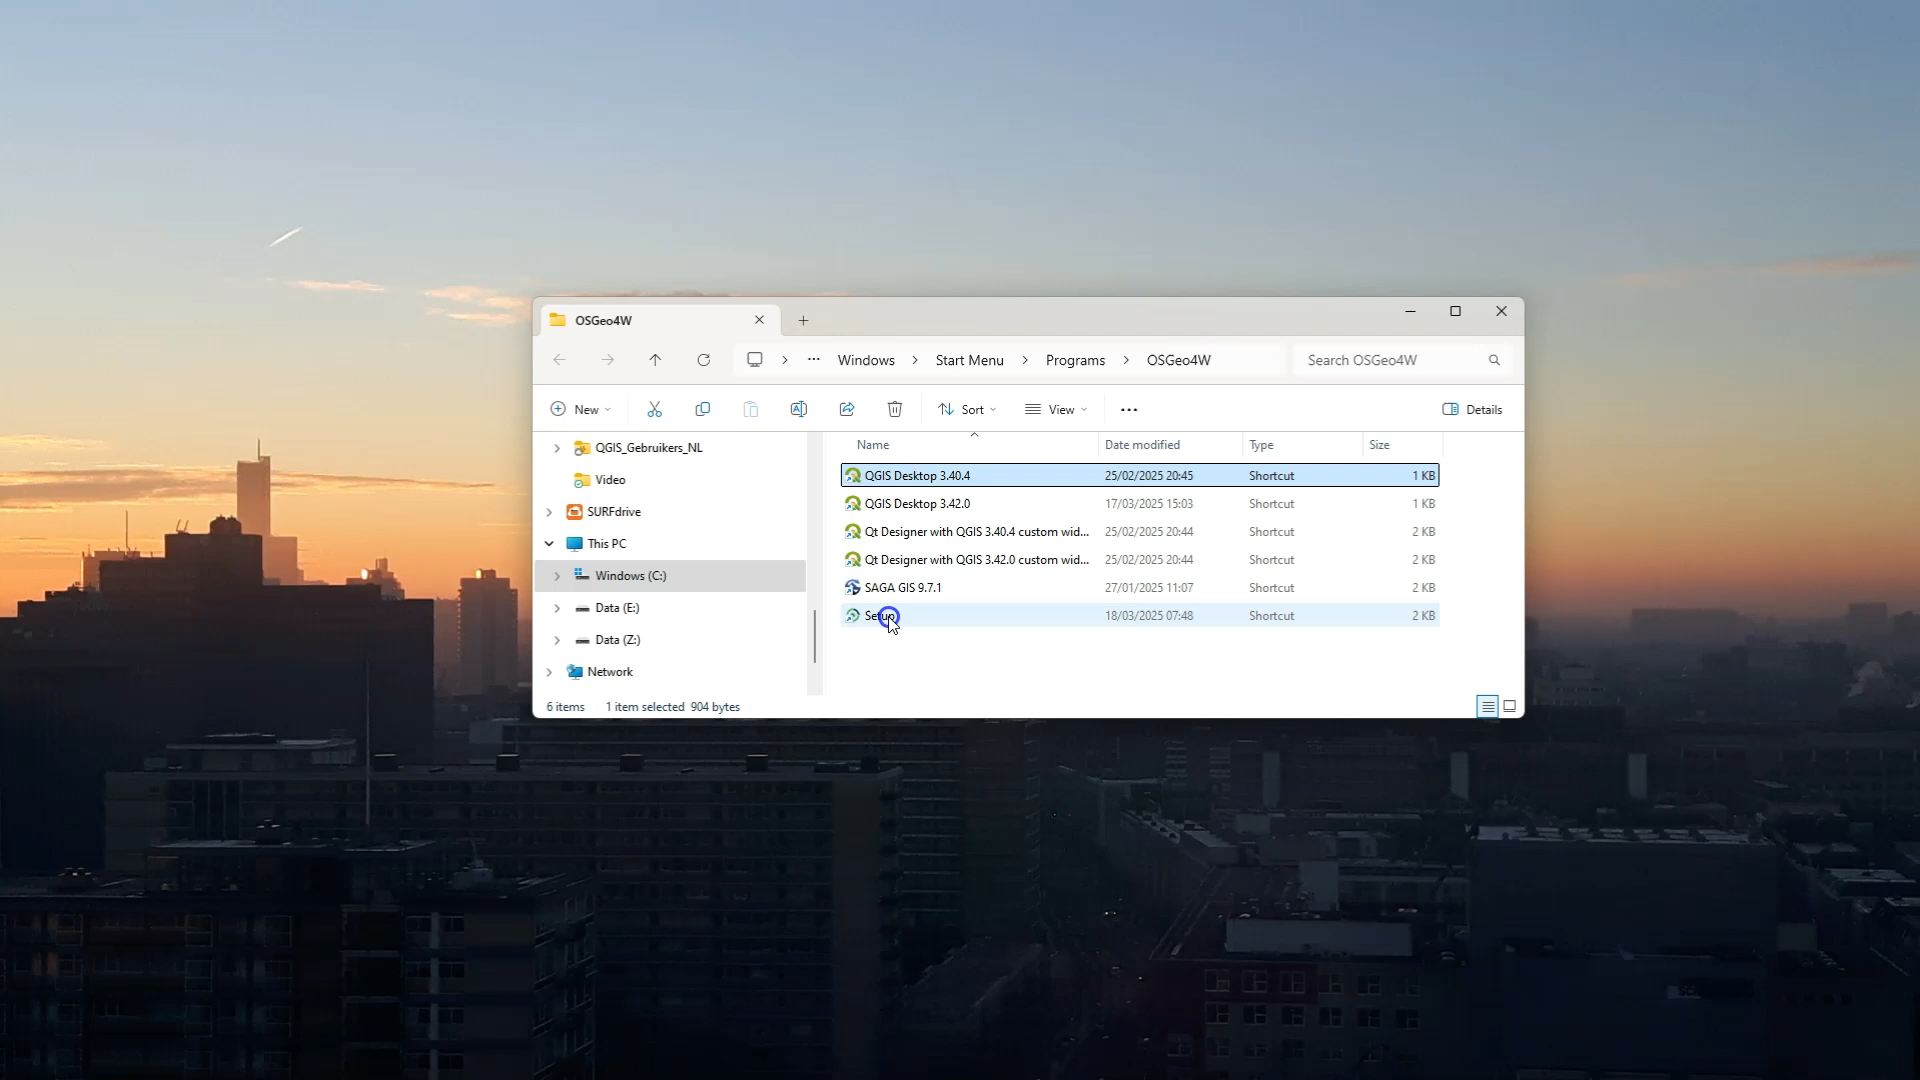 OSGeo4W
Windows > Start Menu > Programs > OSGeo4W
Search OSGeo4W
New
Sort
View
Details
QGIS_Gebruikers_NL
Video
SURFdrive
This PC
Windows (C:)
Data (E:)
Data (Z:)
Network
Name Date modified Type Size
QGIS Desktop 3.40.4 25/02/2025 20:45 Shortcut 1 KB
QGIS Desktop 3.42.0 17/03/2025 15:03 Shortcut 1 KB
Qt Designer with QGIS 3.40.4 custom wid... 25/02/2025 20:44 Shortcut 2 KB
Qt Designer with QGIS 3.42.0 custom wid... 25/02/2025 20:44 Shortcut 2 KB
SAGA GIS 9.7.1 27/01/2025 11:07 Shortcut 2 KB
Setup 18/03/2025 07:48 Shortcut 2 KB
6 items 1 item selected 904 bytes